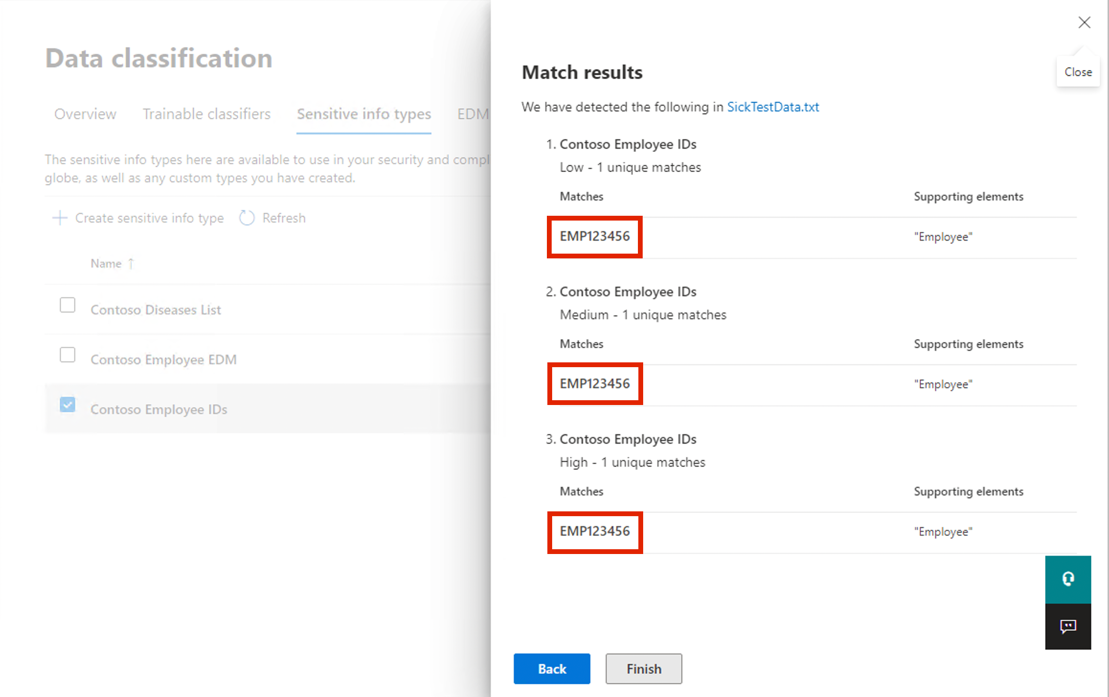 Data classification
Overview Trainable classifiers Sensitive info types EDM
The sensitive info types here are available to use in your security and compl
globe, as well as any custom types you have created.
Create sensitive info type Refresh
Name ↑
Contoso Diseases List
Contoso Employee EDM
Contoso Employee IDs
Close
Match results
We have detected the following in SickTestData.txt
1. Contoso Employee IDs
Low - 1 unique matches
Matches Supporting elements
EMP123456 "Employee"
2. Contoso Employee IDs
Medium - 1 unique matches
Matches Supporting elements
EMP123456 "Employee"
3. Contoso Employee IDs
High - 1 unique matches
Matches Supporting elements
EMP123456 "Employee"
Back Finish